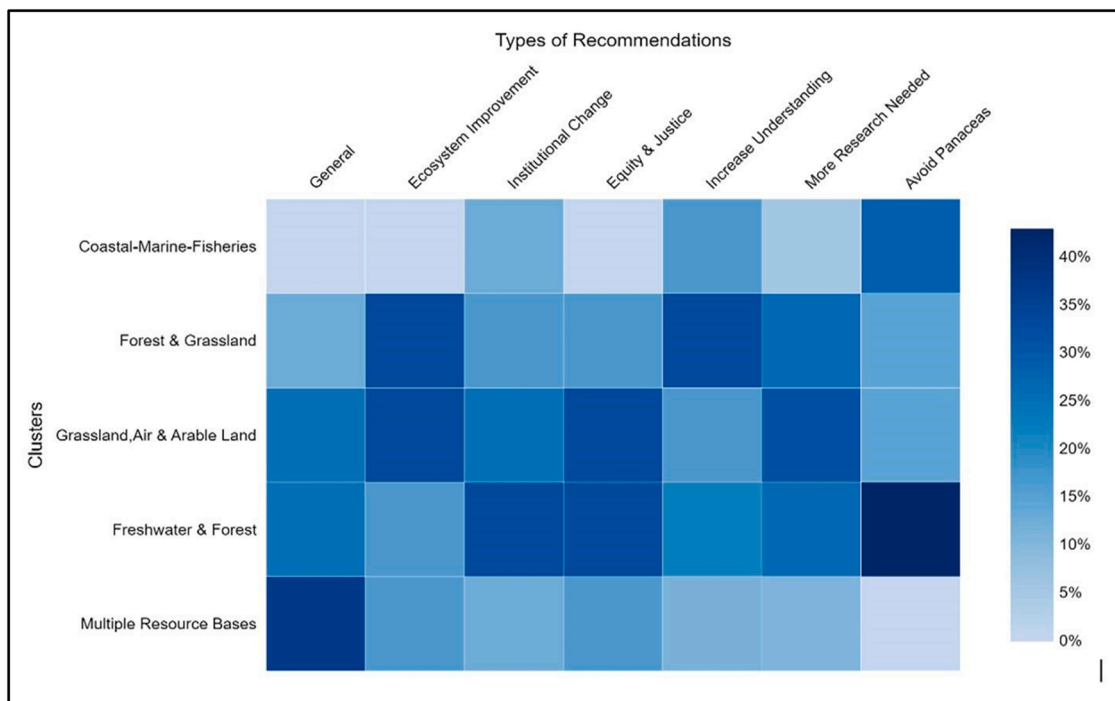 Types of Recommendations
General
Ecosystem Improvement
Institutional Change
Equity & Justice
Increase Understanding
More Research Needed
Avoid Panaceas
Clusters
Coastal-Marine-Fisheries
Forest & Grassland
Grassland,Air & Arable Land
Freshwater & Forest
Multiple Resource Bases
40%
35%
30%
25%
20%
15%
10%
5%
0%